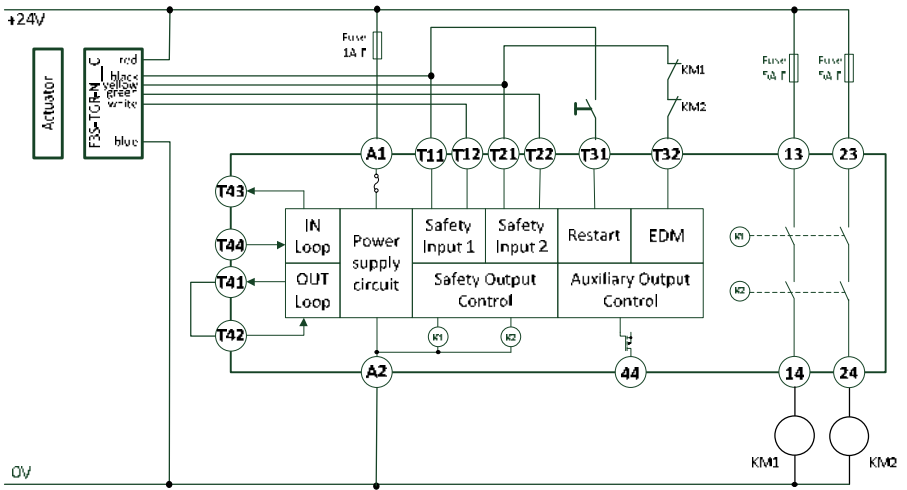 +24V
Actuator
F3S-TGR-N__C
red
black
yellow
green
white
blue
Fuse
1A T
KM1
KM2
Fuse
5A T
Fuse
5A T
A1
T11
T12
T21
T22
T31
T32
13
23
T43
T44
T41
T42
IN
Loop
OUT
Loop
Power
supply
circuit
Safety
Input 1
Safety
Input 2
Restart
EDM
Safety Output
Control
Auxiliary Output
Control
K1
K2
K1
K2
A2
44
14
24
KM1
KM2
0V